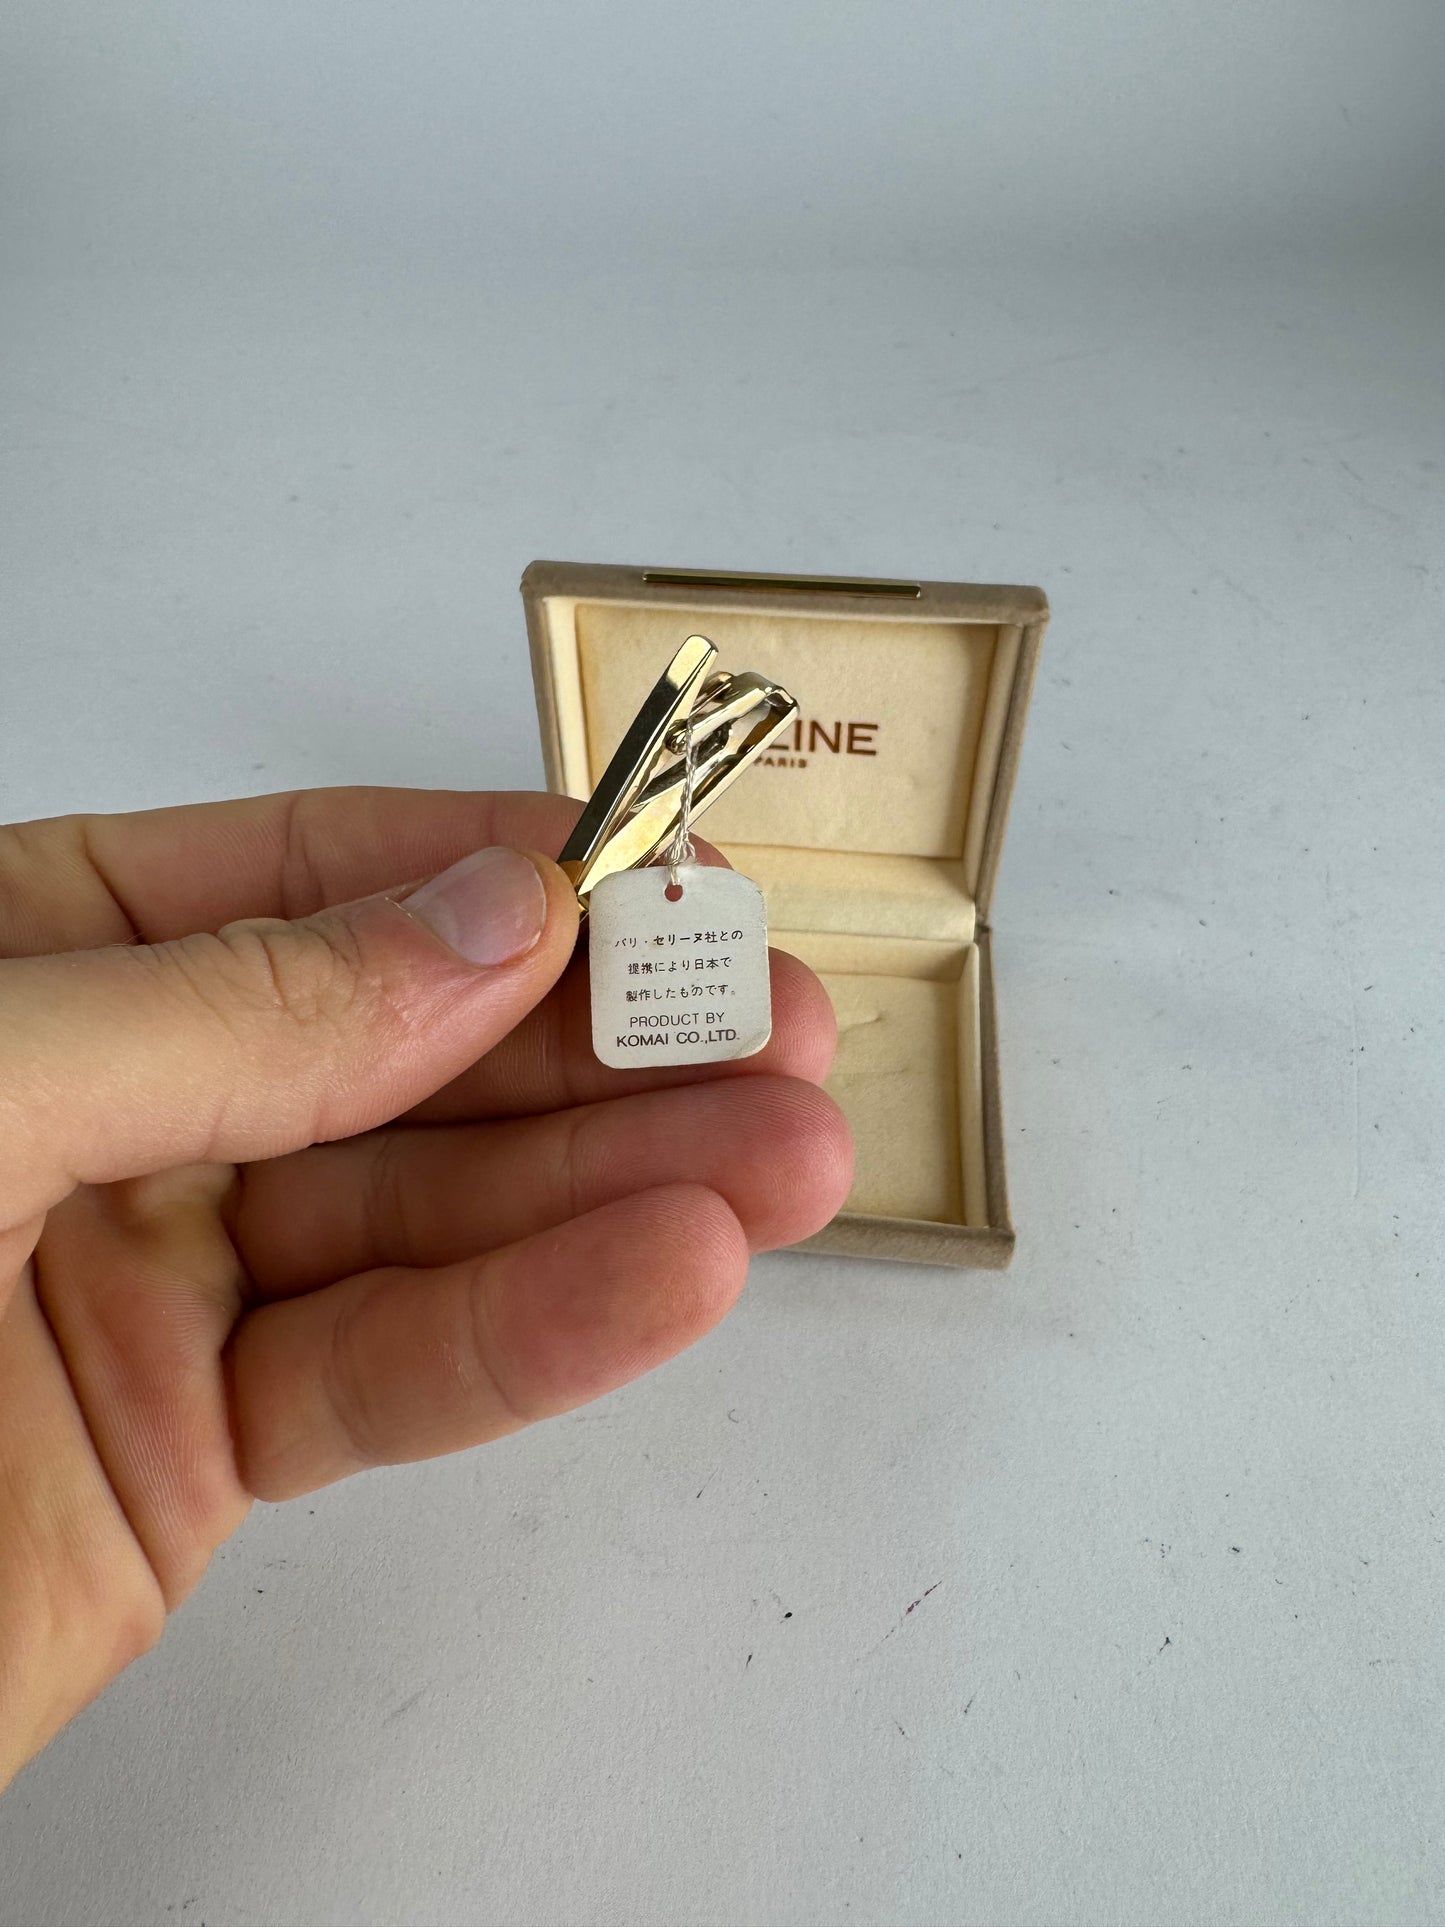 LINE
PARIS
パリ・セリーヌ社との
提携により日本で
製作したものです。
PRODUCT BY
KOMAI CO.,LTD.